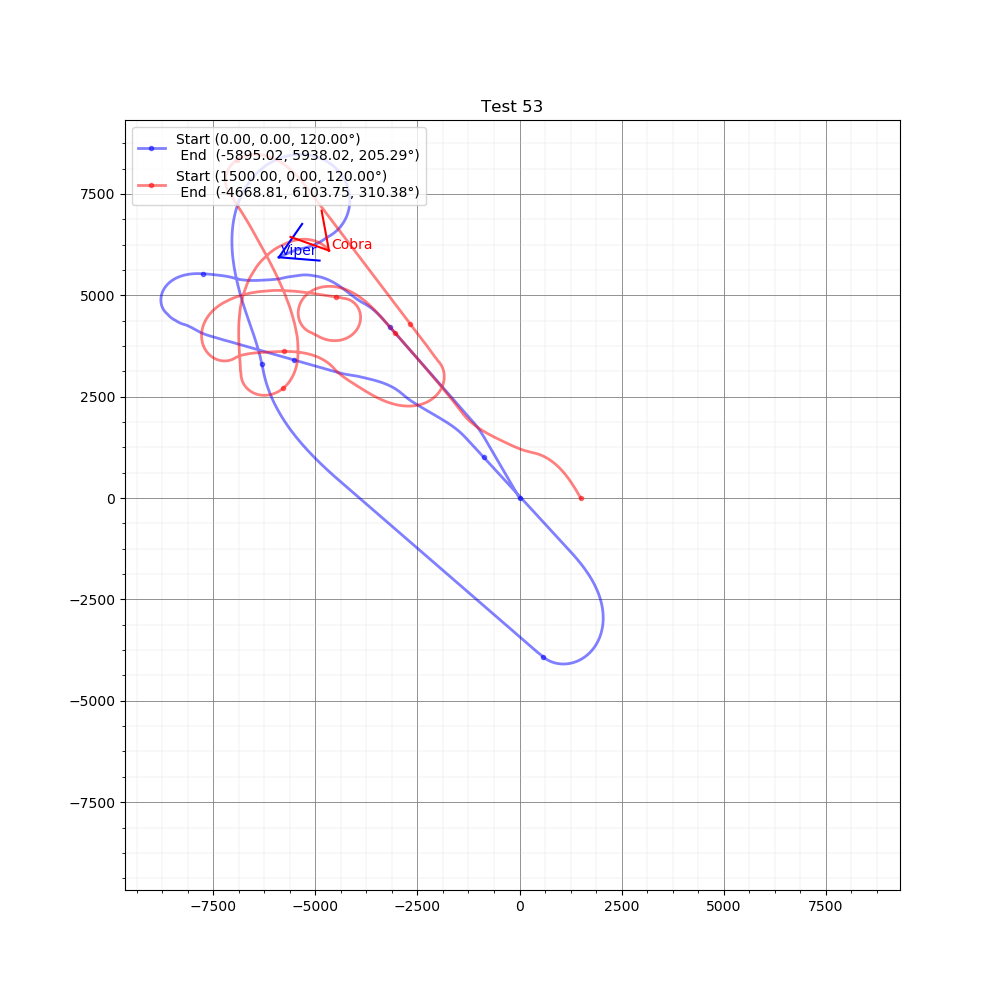 Test 53
Start (0.00, 0.00, 120.00°)
End (-5895.02, 5938.02, 205.29°)
Start (1500.00, 0.00, 120.00°)
End (-4668.81, 6103.75, 310.38°)
Cobra
Viper
7500
5000
2500
0
−2500
−5000
−7500
−7500 −5000 −2500 0 2500 5000 7500